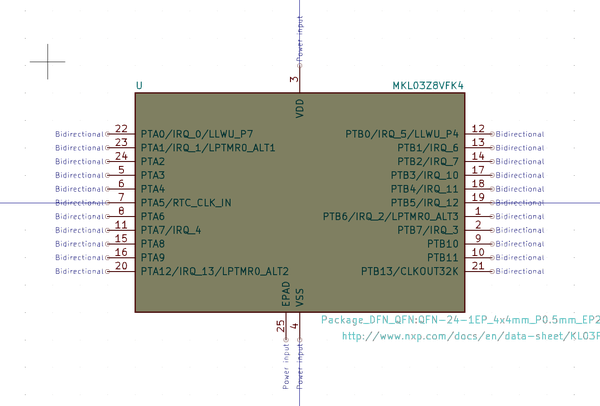 Power input
3
U
MKL03Z8VFK4
VDD
Bidirectional 22 PTA0/IRQ_0/LLWU_P7 PTB0/IRQ_5/LLWU_P4 12 Bidirectional
Bidirectional 23 PTA1/IRQ_1/LPTMR0_ALT1 PTB1/IRQ_6 13 Bidirectional
Bidirectional 24 PTA2 PTB2/IRQ_7 14 Bidirectional
Bidirectional 5 PTA3 PTB3/IRQ_10 17 Bidirectional
Bidirectional 6 PTA4 PTB4/IRQ_11 18 Bidirectional
Bidirectional 7 PTA5/RTC_CLK_IN PTB5/IRQ_12 19 Bidirectional
Bidirectional 8 PTA6 PTB6/IRQ_2/LPTMR0_ALT3 1 Bidirectional
Bidirectional 11 PTA7/IRQ_4 PTB7/IRQ_3 2 Bidirectional
Bidirectional 15 PTA8 PTB10 9 Bidirectional
Bidirectional 16 PTA9 PTB11 10 Bidirectional
Bidirectional 20 PTA12/IRQ_13/LPTMR0_ALT2 PTB13/CLKOUT32K 21 Bidirectional
EPAD VSS
25 4
Package_DFN_QFN:QFN-24-1EP_4x4mm_P0.5mm_EP2
http://www.nxp.com/docs/en/data-sheet/KL03P
Power input Power input